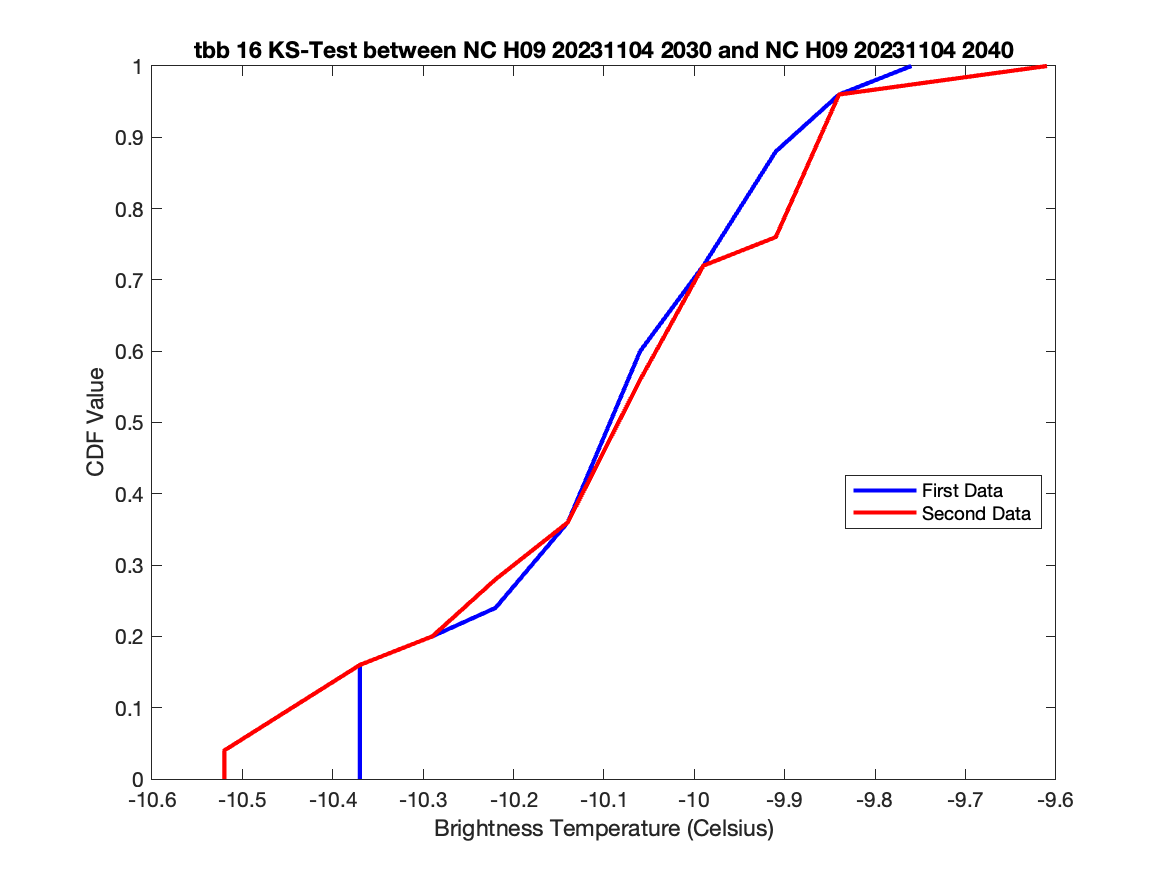 tbb 16 KS-Test between NC H09 20231104 2030 and NC H09 20231104 2040
1
0.9
0.8
0.7
0.6
0.5
0.4
0.3
0.2
0.1
0
CDF Value
First Data
Second Data
-10.6 -10.5 -10.4 -10.3 -10.2 -10.1 -10 -9.9 -9.8 -9.7 -9.6
Brightness Temperature (Celsius)